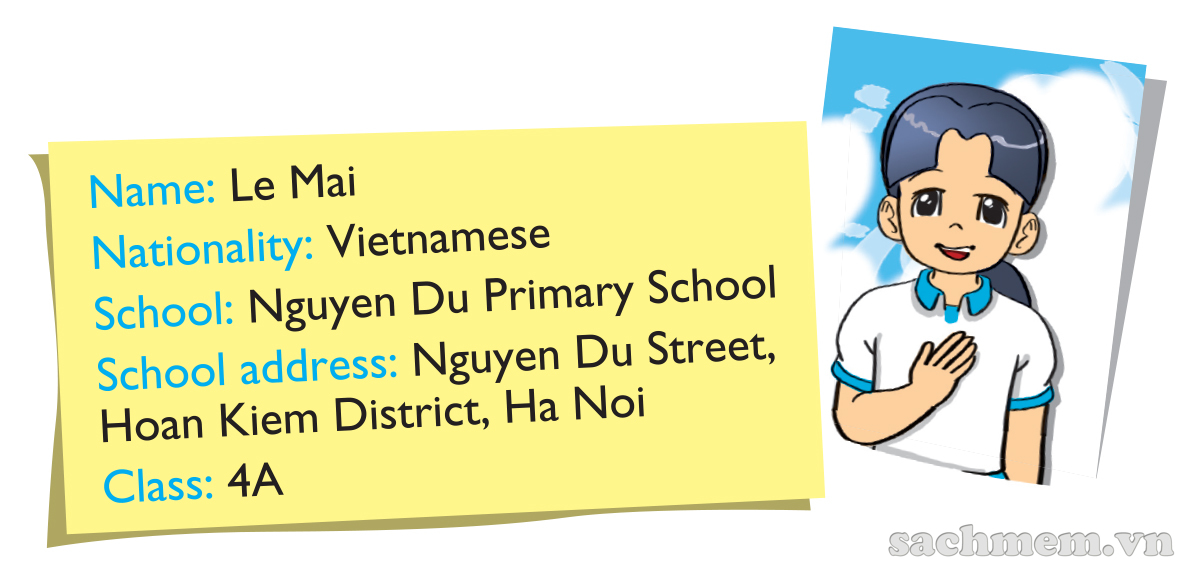 Name: Le Mai
Nationality: Vietnamese
School: Nguyen Du Primary School
School address: Nguyen Du Street,
Hoan Kiem District, Ha Noi
Class: 4A
sachmem.vn